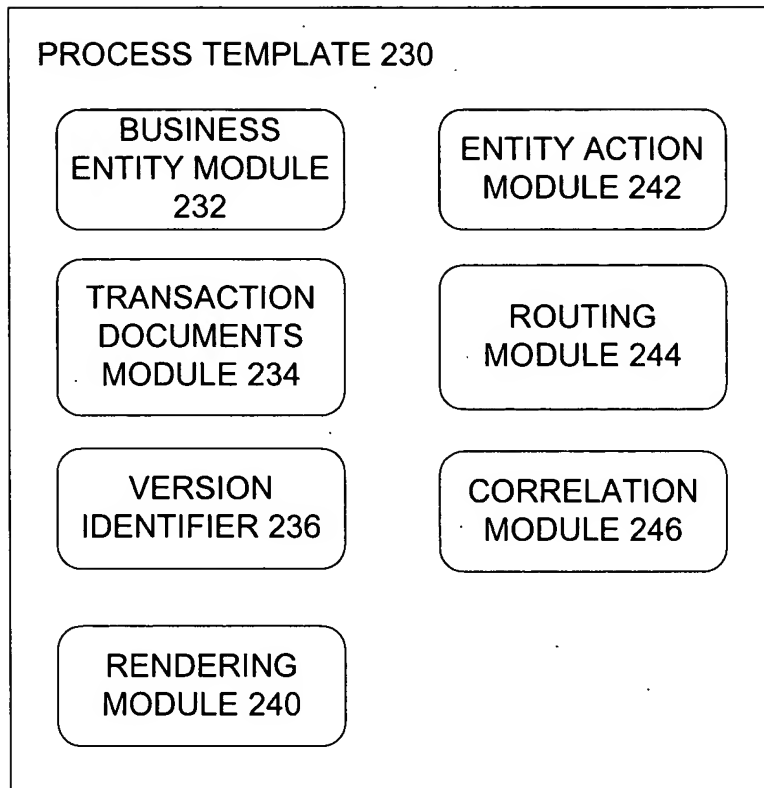 PROCESS TEMPLATE 230
BUSINESS
ENTITY MODULE
232
ENTITY ACTION
MODULE 242
TRANSACTION
DOCUMENTS
MODULE 234
ROUTING
MODULE 244
VERSION
IDENTIFIER 236
CORRELATION
MODULE 246
RENDERING
MODULE 240